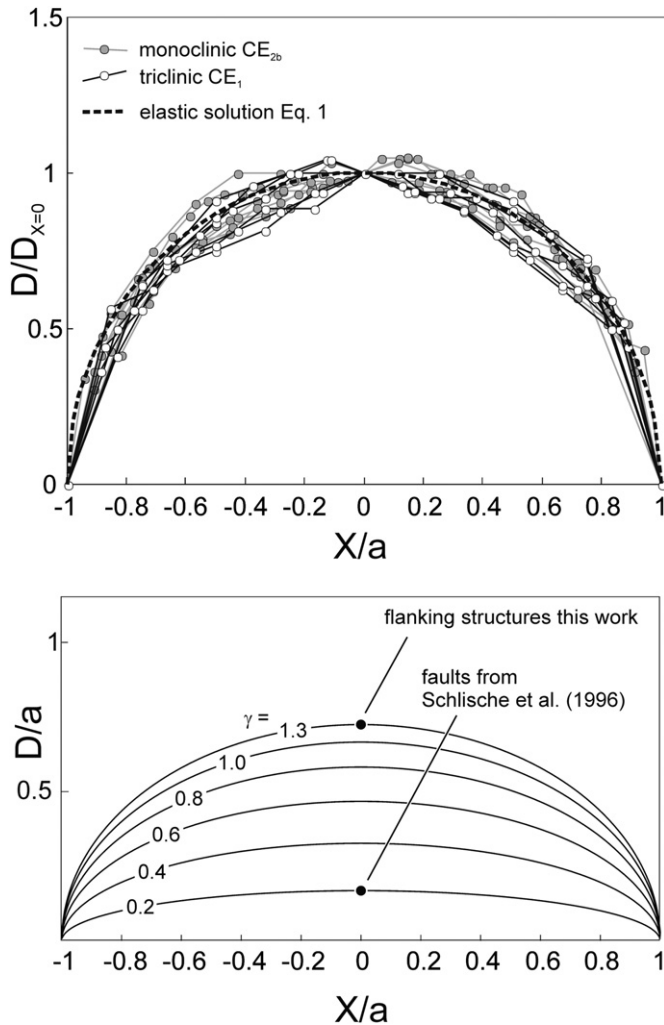 1.5
monoclinic CE2b
triclinic CE1
elastic solution Eq. 1
1
D/DX=0
0.5
0
-1 -0.8 -0.6 -0.4 -0.2 0 0.2 0.4 0.6 0.8 1
X/a
flanking structures this work
1
faults from
Schlische et al. (1996)
D/a
γ =
1.3
1.0
0.5
0.8
0.6
0.4
0.2
-1 -0.8 -0.6 -0.4 -0.2 0 0.2 0.4 0.6 0.8 1
X/a